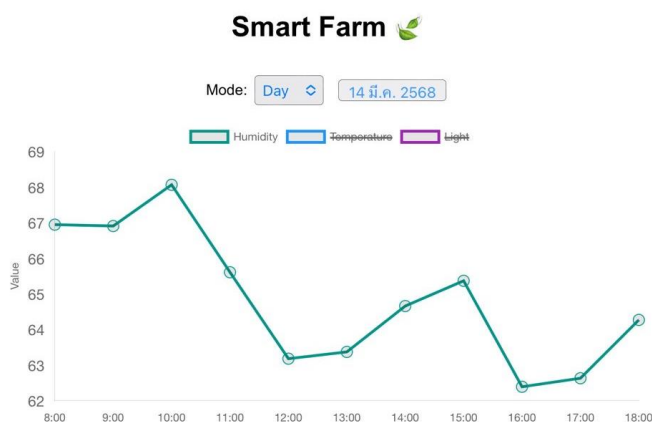 Smart Farm 🌿
Mode: Day 14 มี.ค. 2568
Humidity Temperature Light
69
68
67
66
65
64
63
62
Value
8:00 9:00 10:00 11:00 12:00 13:00 14:00 15:00 16:00 17:00 18:00